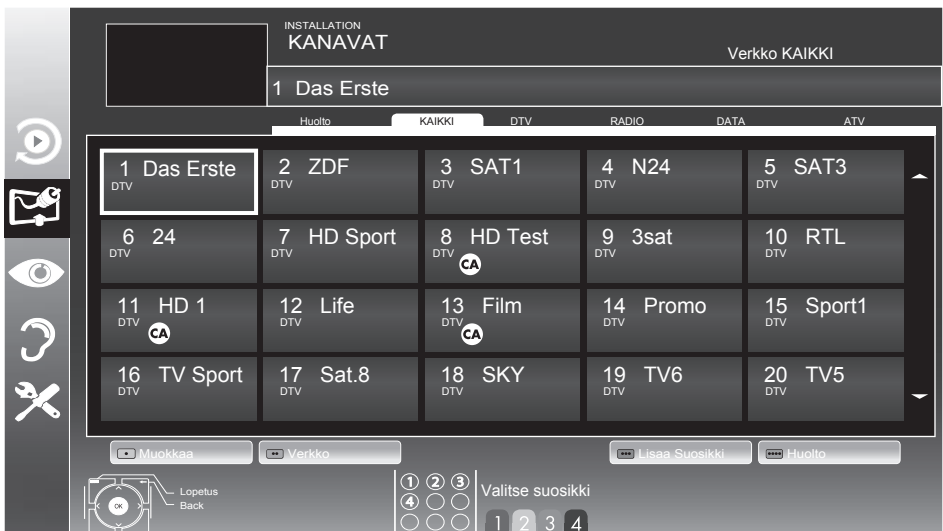 INSTALLATION
KANAVAT
Verkko KAIKKI
1 Das Erste
Huolto KAIKKI DTV RADIO DATA ATV
1 Das Erste 2 ZDF 3 SAT1 4 N24 5 SAT3
DTV DTV DTV DTV DTV
6 24 7 HD Sport 8 HD Test 9 3sat 10 RTL
DTV DTV DTV DTV DTV
CA
11 HD 1 12 Life 13 Film 14 Promo 15 Sport1
DTV DTV DTV DTV DTV
CA CA
16 TV Sport 17 Sat.8 18 SKY 19 TV6 20 TV5
DTV DTV DTV DTV DTV
Muokkaa Verkko Lisaa Suosikki Huolto
Lopetus
OK Back
1 2 3
4
Valitse suosikki
1 2 3 4